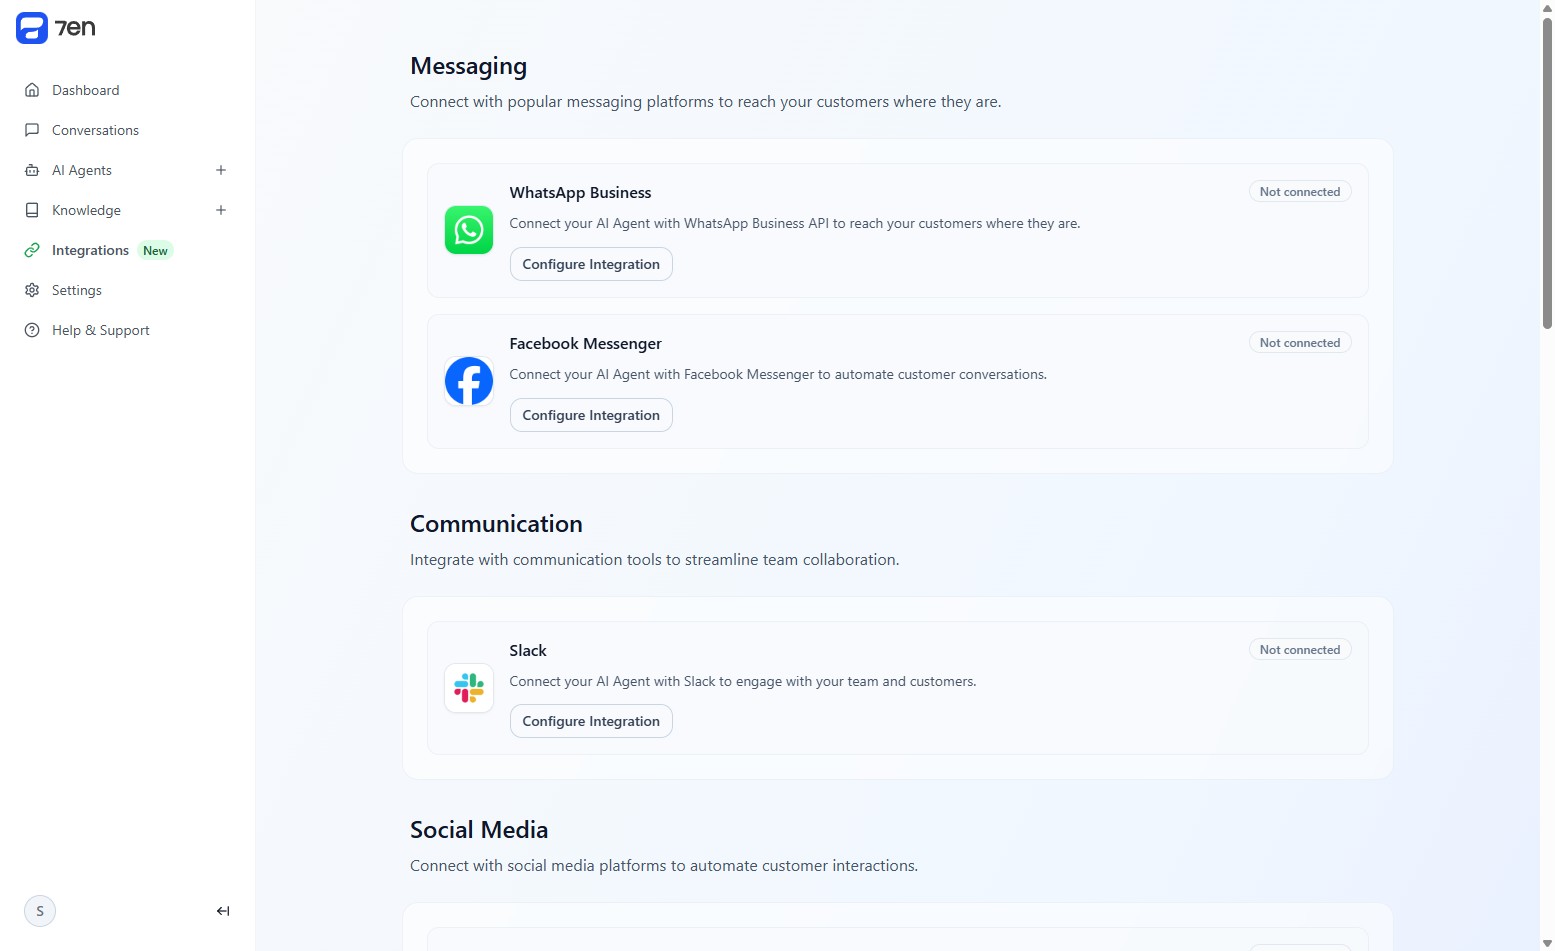 7en
Dashboard
Conversations
AI Agents
Knowledge
Integrations New
Settings
Help & Support
S
Messaging
Connect with popular messaging platforms to reach your customers where they are.
WhatsApp Business
Not connected
Connect your AI Agent with WhatsApp Business API to reach your customers where they are.
Configure Integration
Facebook Messenger
Not connected
Connect your AI Agent with Facebook Messenger to automate customer conversations.
Configure Integration
Communication
Integrate with communication tools to streamline team collaboration.
Slack
Not connected
Connect your AI Agent with Slack to engage with your team and customers.
Configure Integration
Social Media
Connect with social media platforms to automate customer interactions.